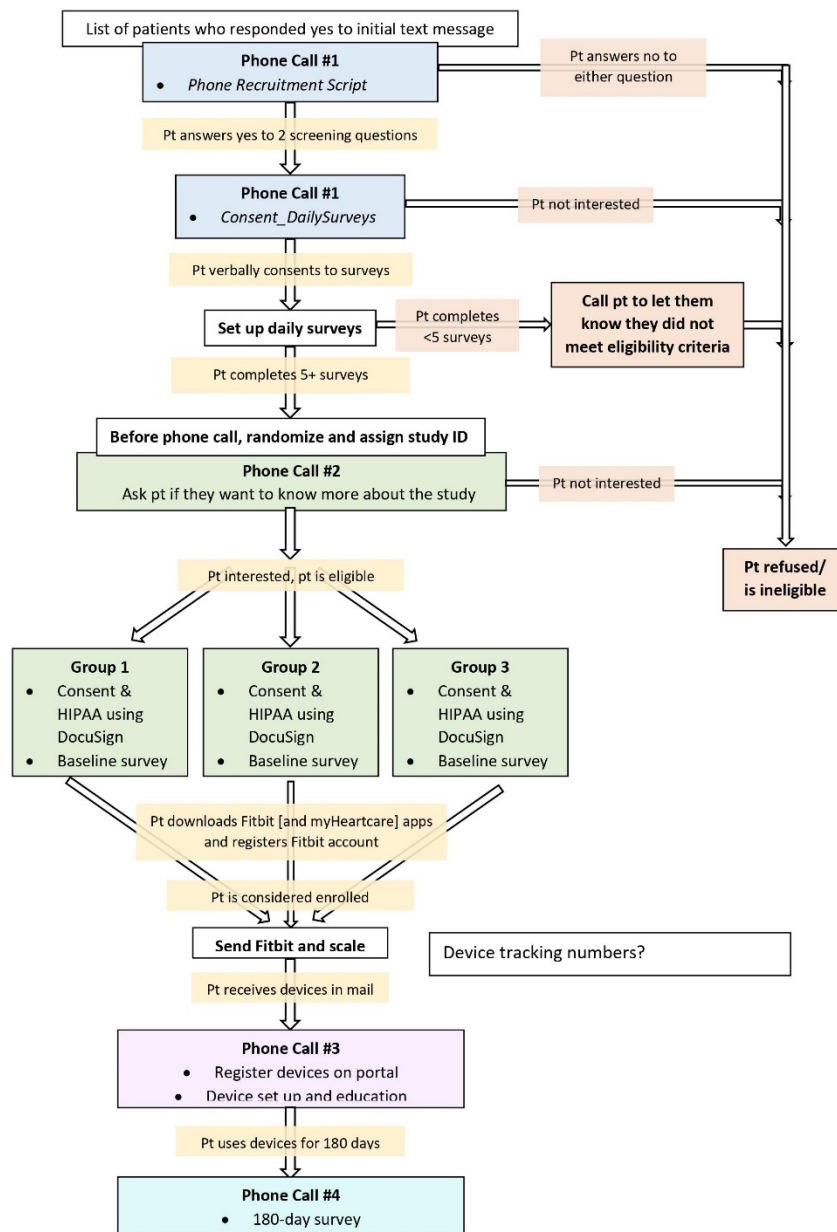 List of patients who responded yes to initial text message
Phone Call #1
• Phone Recruitment Script
Pt answers no to
either question
Pt answers yes to 2 screening questions
Phone Call #1
• Consent_DailySurveys
Pt not interested
Pt verbally consents to surveys
Set up daily surveys
Pt completes
<5 surveys
Call pt to let them
know they did not
meet eligibility criteria
Pt completes 5+ surveys
Before phone call, randomize and assign study ID
Phone Call #2
Ask pt if they want to know more about the study
Pt not interested
Pt refused/
is ineligible
Pt interested, pt is eligible
Group 1
• Consent &
HIPAA using
DocuSign
• Baseline survey
Group 2
• Consent &
HIPAA using
DocuSign
• Baseline survey
Group 3
• Consent &
HIPAA using
DocuSign
• Baseline survey
Pt downloads Fitbit [and myHeartcare] apps
and registers Fitbit account
Pt is considered enrolled
Send Fitbit and scale
Device tracking numbers?
Pt receives devices in mail
Phone Call #3
• Register devices on portal
• Device set up and education
Pt uses devices for 180 days
Phone Call #4
• 180-day survey